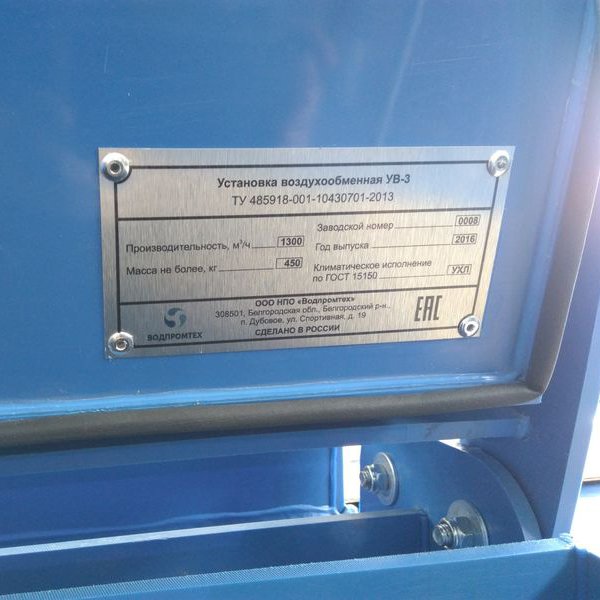 Установка воздухообменная УВ-3
ТУ 485918-001-10430701-2013
Производительность, м³/ч 1300
Масса не более, кг 450
Заводской номер 0008
Год выпуска 2016
Климатическое исполнение
по ГОСТ 15150 УХЛ
ВОДПРОМТЕХ
ООО НПО «Водпромтех»
308501, Белгородская обл., Белгородский р-н.,
п. Дубовое, ул. Спортивная, д. 19
СДЕЛАНО В РОССИИ
ЕАС